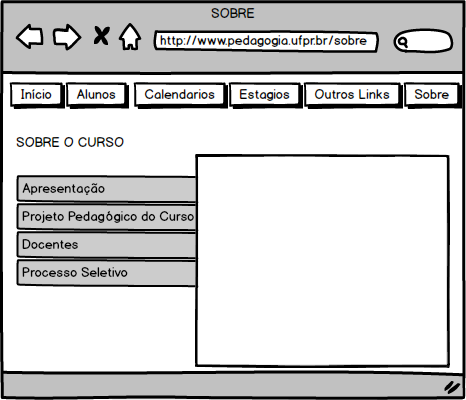 SOBRE
http://www.pedagogia.ufpr.br/sobre
Início Alunos Calendarios Estagios Outros Links Sobre
SOBRE O CURSO
Apresentação
Projeto Pedagógico do Curso
Docentes
Processo Seletivo